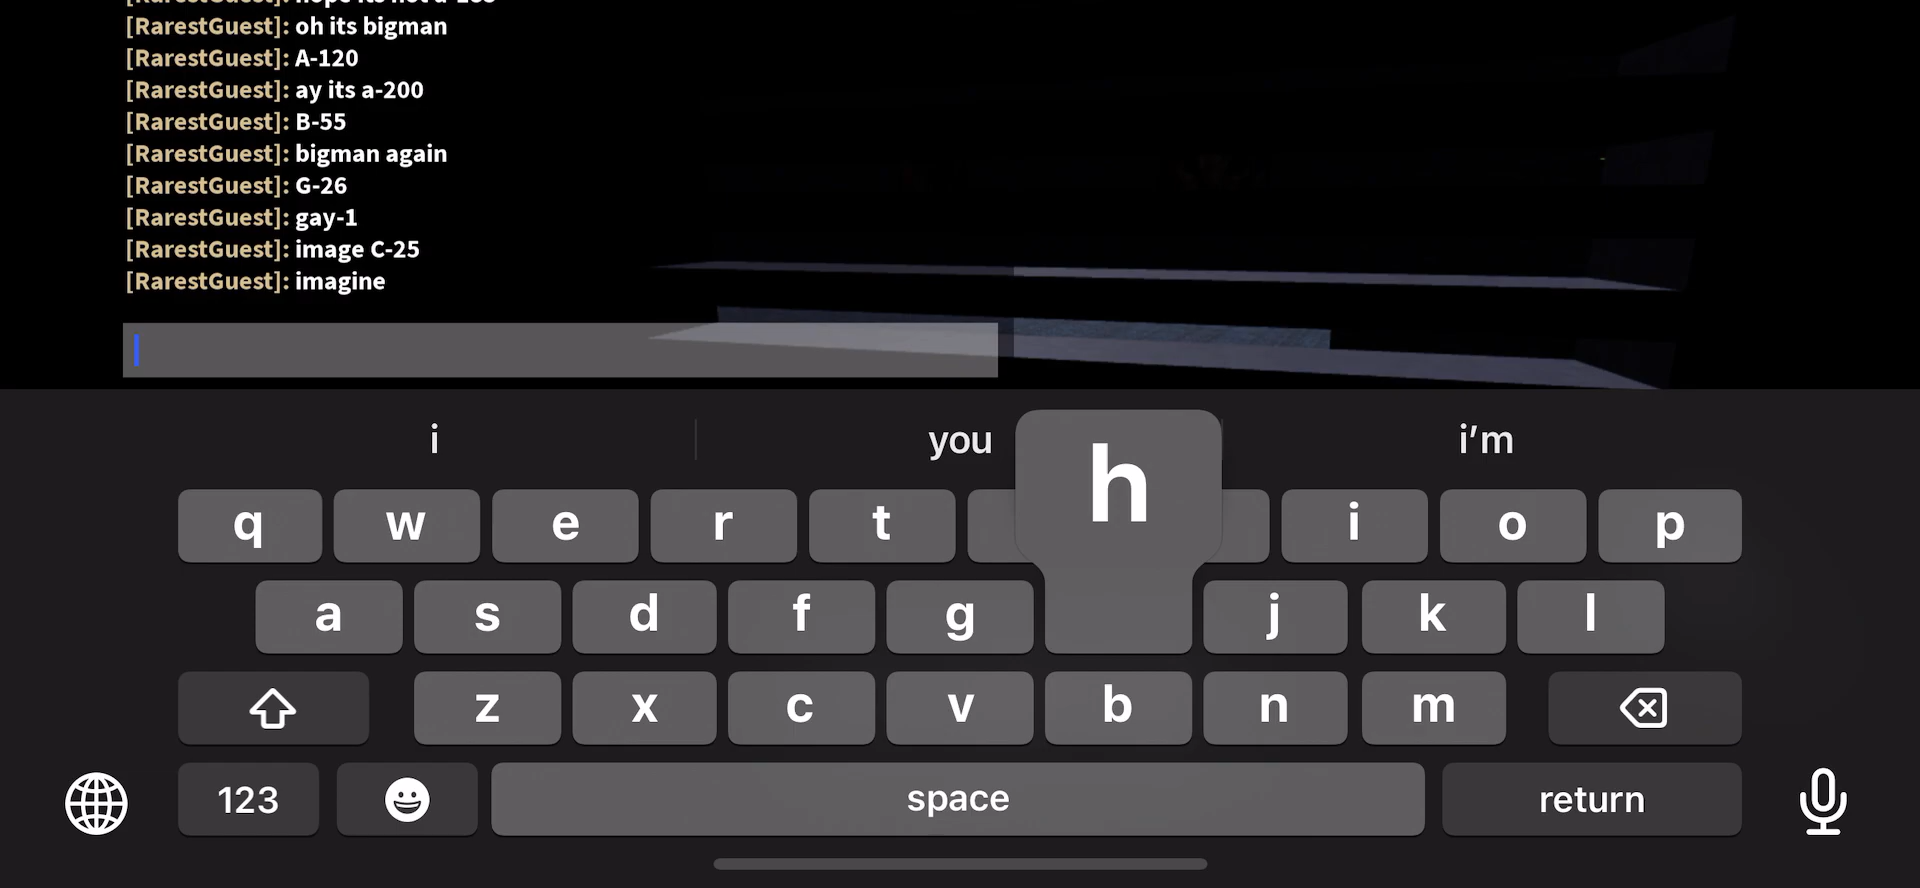 [RarestGuest]: oh its bigman
[RarestGuest]: A-120
[RarestGuest]: ay its a-200
[RarestGuest]: B-55
[RarestGuest]: bigman again
[RarestGuest]: G-26
[RarestGuest]: gay-1
[RarestGuest]: image C-25
[RarestGuest]: imagine
i you i'm
h
q w e r t i o p
a s d f g j k l
z x c v b n m
123 space return